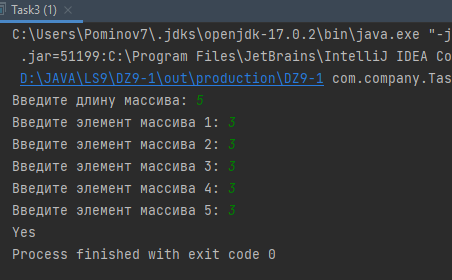 Task3 (1) ×
C:\Users\Pominov7\.jdks\openjdk-17.0.2\bin\java.exe "-j
.jar=51199:C:\Program Files\JetBrains\IntelliJ IDEA Co
D:\JAVA\LS9\DZ9-1\out\production\DZ9-1 com.company.Tas
Введите длину массива: 5
Введите элемент массива 1: 3
Введите элемент массива 2: 3
Введите элемент массива 3: 3
Введите элемент массива 4: 3
Введите элемент массива 5: 3
Yes
Process finished with exit code 0